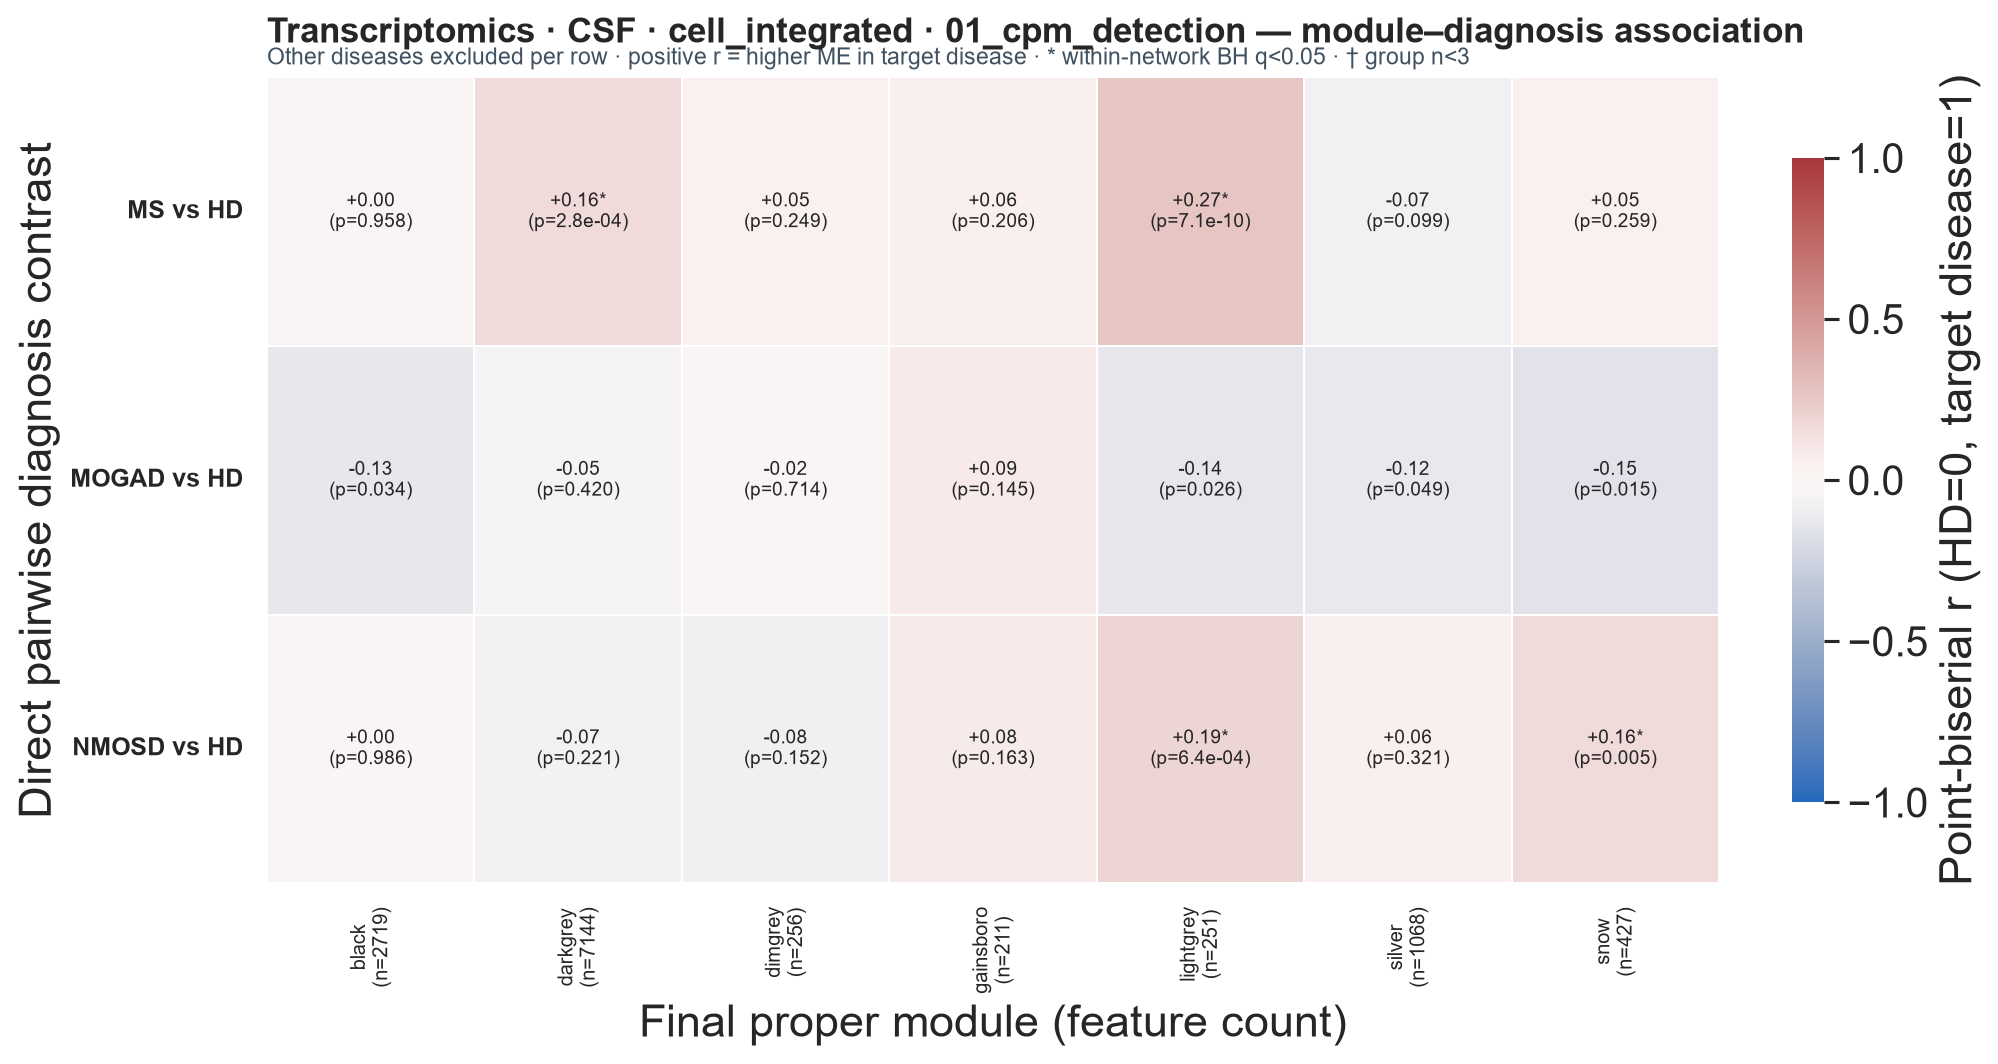 Transcriptomics · CSF · cell_integrated · 01_cpm_detection — module–diagnosis association
Other diseases excluded per row · positive r = higher ME in target disease · * within-network BH q<0.05 · † group n<3
Direct pairwise diagnosis contrast
MS vs HD
+0.00
(p=0.958)
+0.16*
(p=2.8e-04)
+0.05
(p=0.249)
+0.06
(p=0.206)
+0.27*
(p=7.1e-10)
-0.07
(p=0.099)
+0.05
(p=0.259)
MOGAD vs HD
-0.13
(p=0.034)
-0.05
(p=0.420)
-0.02
(p=0.714)
+0.09
(p=0.145)
-0.14
(p=0.026)
-0.12
(p=0.049)
-0.15
(p=0.015)
NMOSD vs HD
+0.00
(p=0.986)
-0.07
(p=0.221)
-0.08
(p=0.152)
+0.08
(p=0.163)
+0.19*
(p=6.4e-04)
+0.06
(p=0.321)
+0.16*
(p=0.005)
black
(n=2719)
darkgrey
(n=7144)
dimgrey
(n=256)
gainsboro
(n=211)
lightgrey
(n=251)
silver
(n=1068)
snow
(n=427)
Final proper module (feature count)
1.0
0.5
0.0
−0.5
−1.0
Point-biserial r (HD=0, target disease=1)